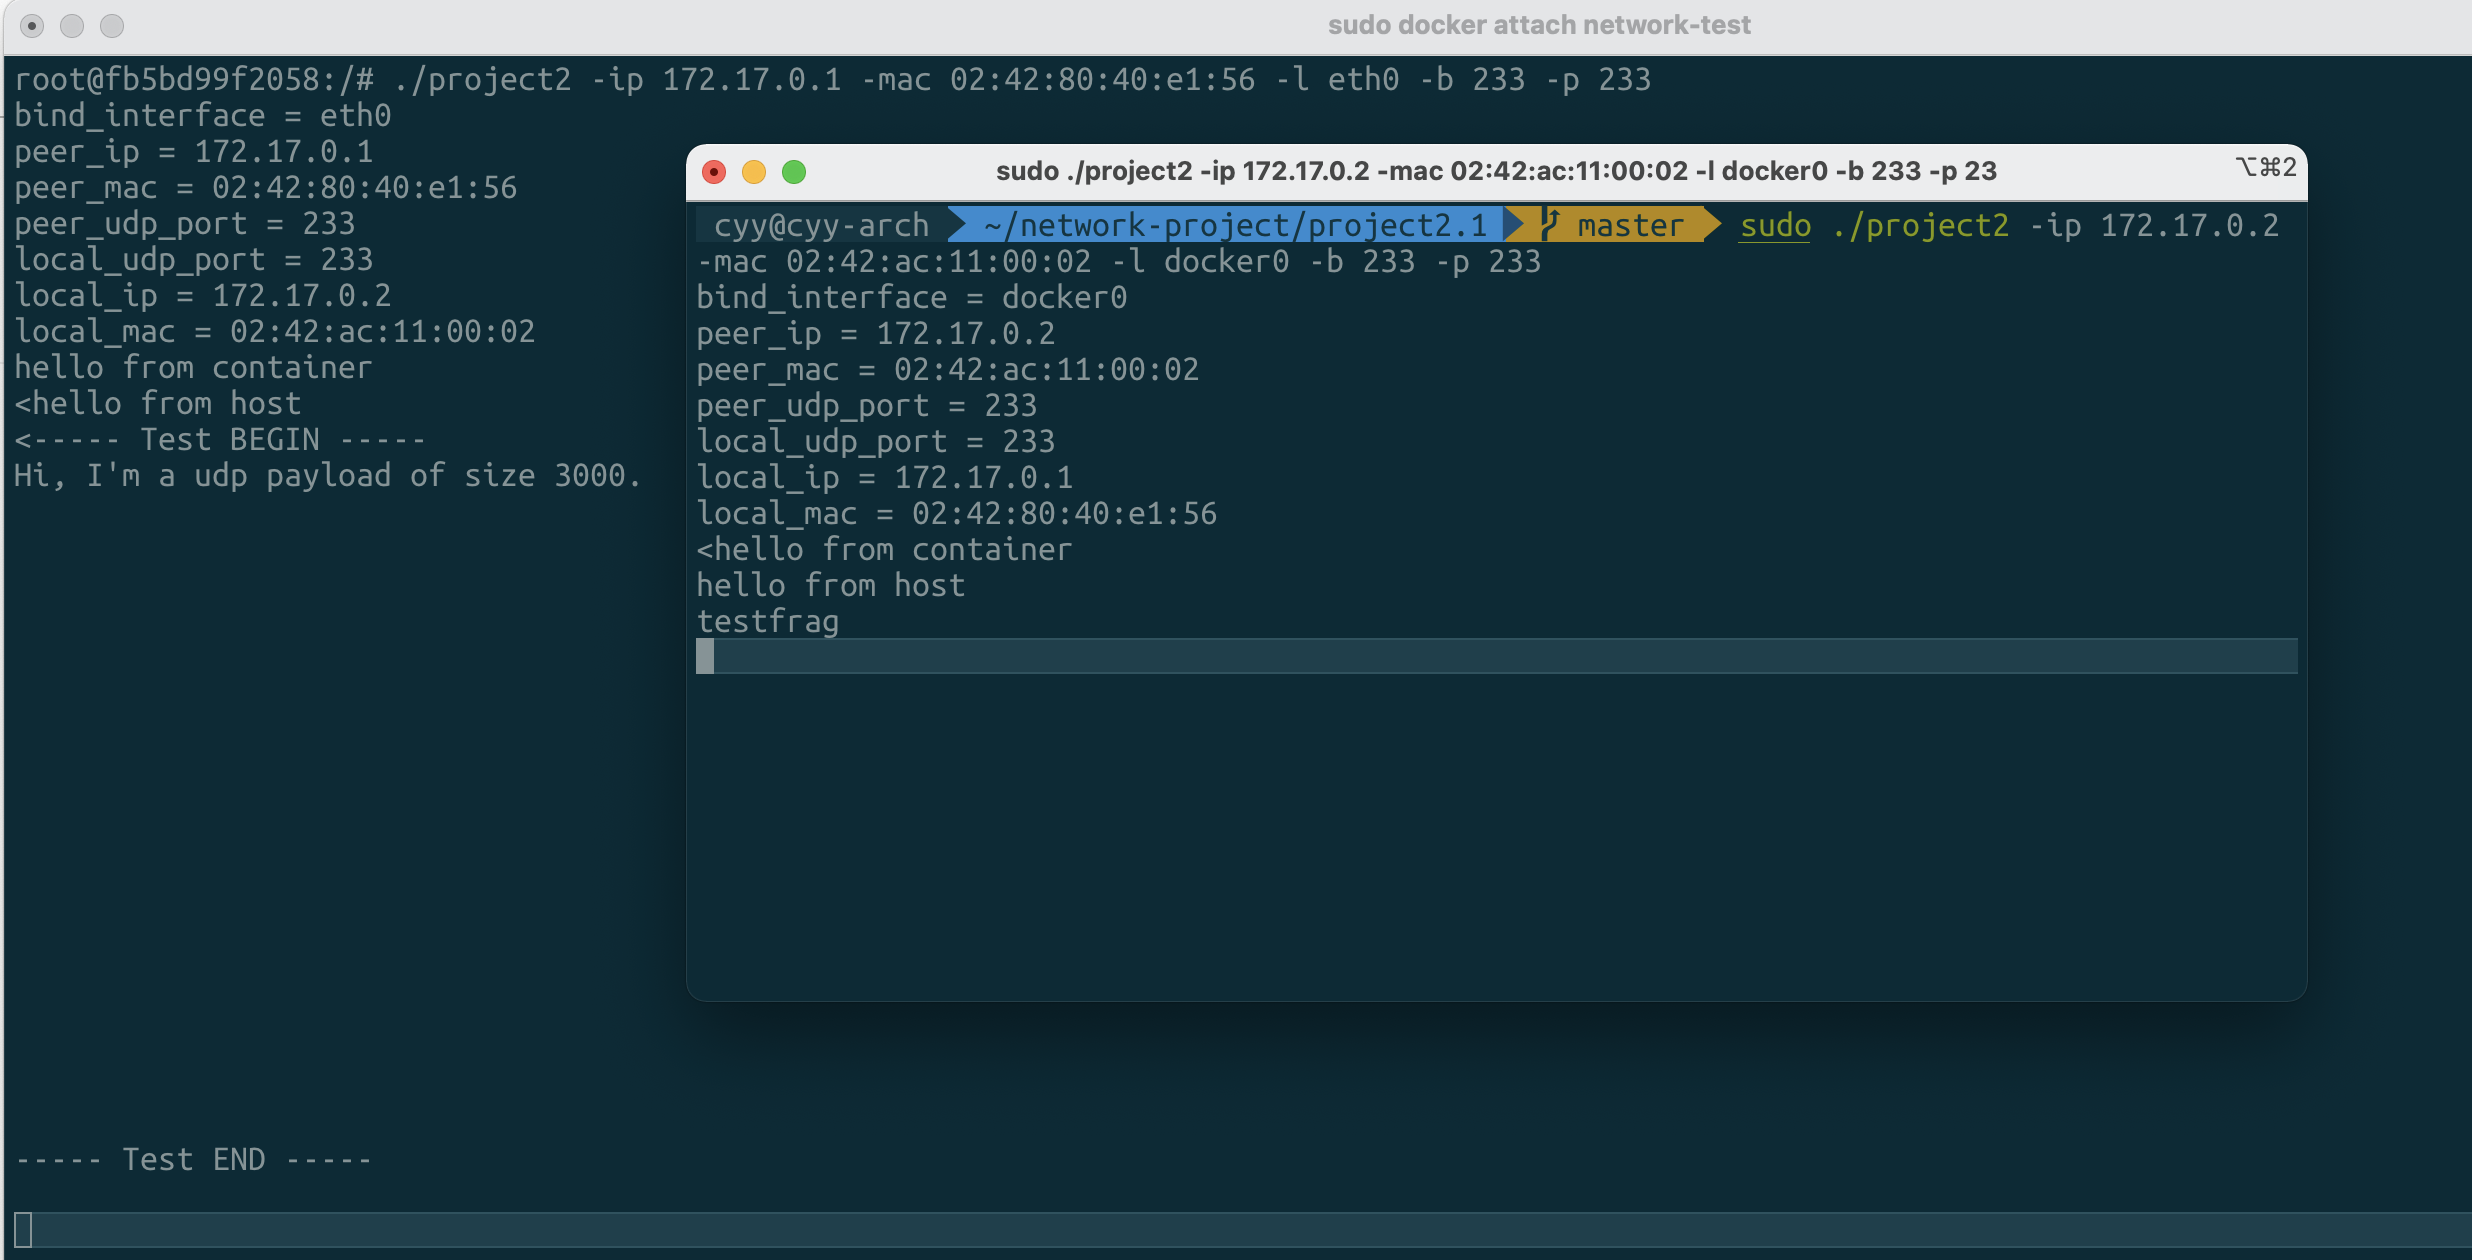 sudo docker attach network-test
root@fb5bd99f2058:/# ./project2 -ip 172.17.0.1 -mac 02:42:80:40:e1:56 -l eth0 -b 233 -p 233
bind_interface = eth0
peer_ip = 172.17.0.1
peer_mac = 02:42:80:40:e1:56
peer_udp_port = 233
local_udp_port = 233
local_ip = 172.17.0.2
local_mac = 02:42:ac:11:00:02
hello from container
<hello from host
<----- Test BEGIN -----
Hi, I'm a udp payload of size 3000.
----- Test END -----
sudo ./project2 -ip 172.17.0.2 -mac 02:42:ac:11:00:02 -l docker0 -b 233 -p 23
⌥⌘2
cyy@cyy-arch ~/network-project/project2.1 master sudo ./project2 -ip 172.17.0.2
-mac 02:42:ac:11:00:02 -l docker0 -b 233 -p 233
bind_interface = docker0
peer_ip = 172.17.0.2
peer_mac = 02:42:ac:11:00:02
peer_udp_port = 233
local_udp_port = 233
local_ip = 172.17.0.1
local_mac = 02:42:80:40:e1:56
<hello from container
hello from host
testfrag